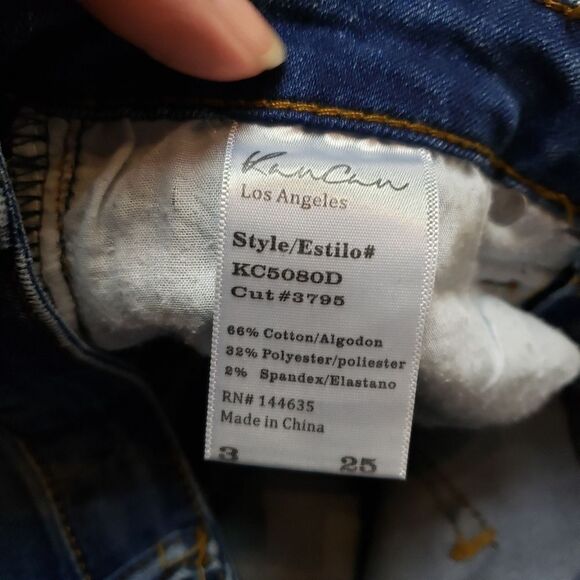 KanCan
Los Angeles
Style/Estilo#
KC5080D
Cut #3795
66% Cotton/Algodon
32% Polyester/poliester
2% Spandex/Elastano
RN# 144635
Made in China
3 25